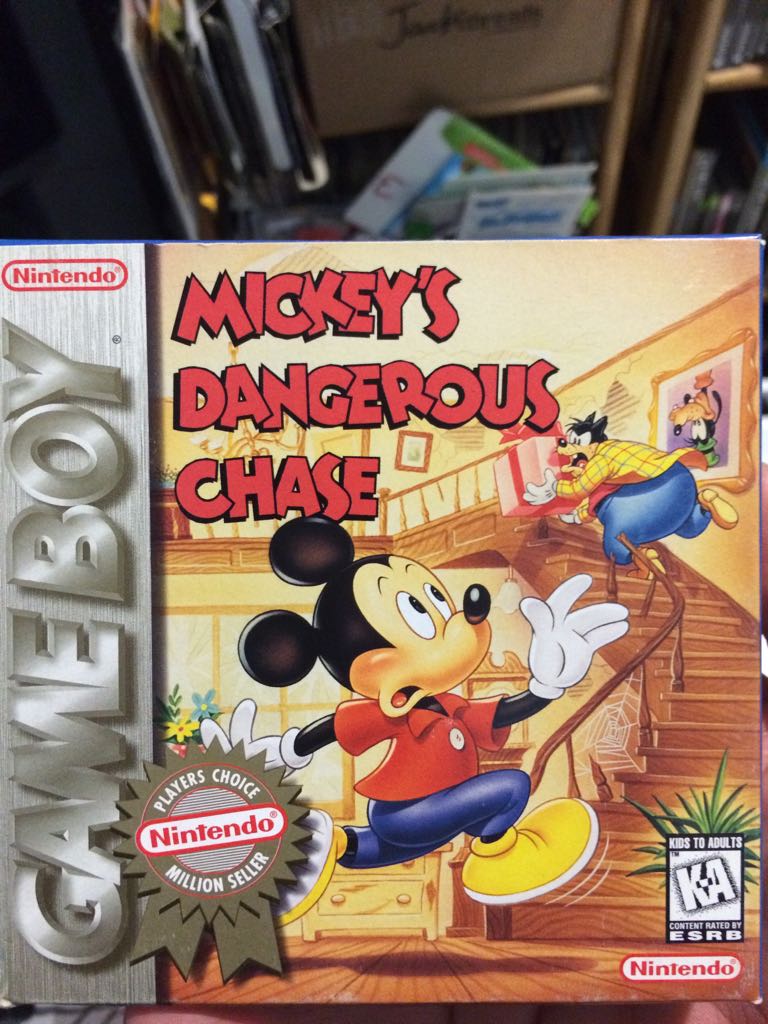 Nintendo®
GAME BOY®
MICKEY'S
DANGEROUS
CHASE
PLAYERS CHOICE
Nintendo®
MILLION SELLER
KIDS TO ADULTS
™
K-A
CONTENT RATED BY
ESRB
Nintendo®